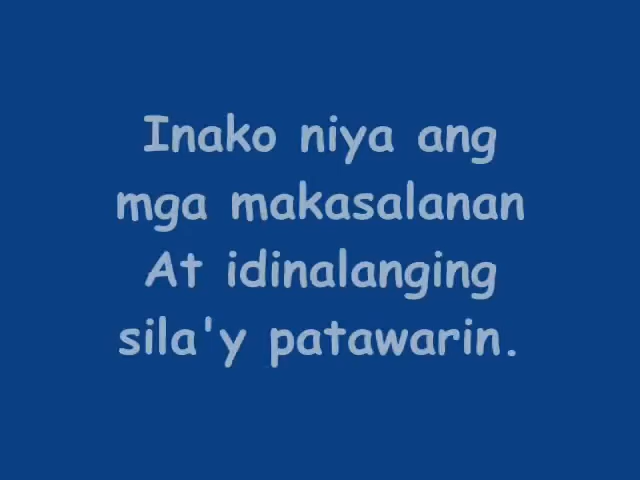 Inako niya ang
mga makasalanan
At idinalanging
sila'y patawarin.